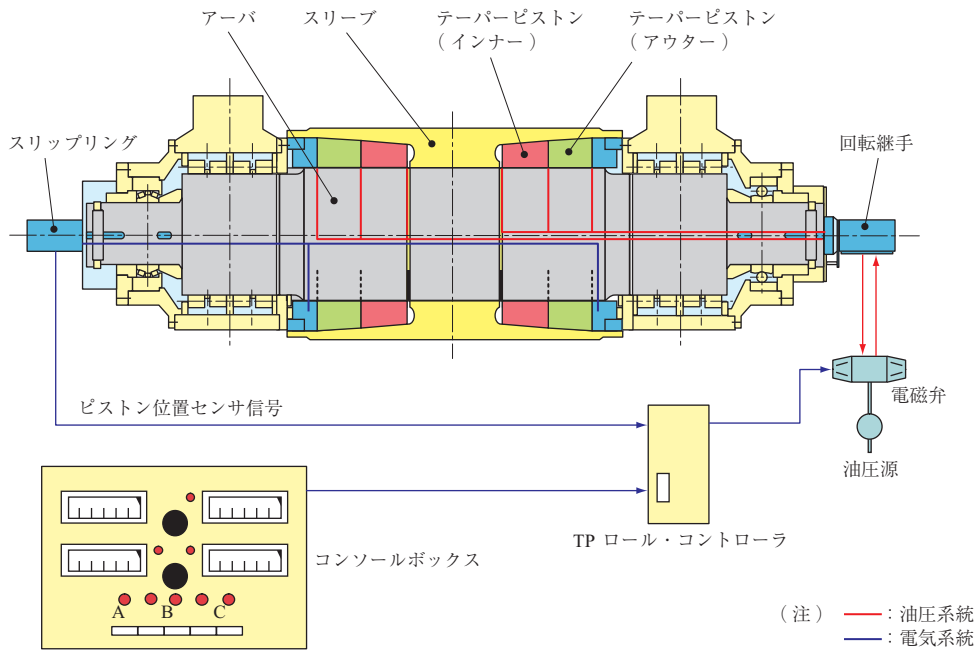 アーバ
スリーブ
テーパーピストン
( インナー )
テーパーピストン
( アウター )
スリップリング
回転継手
電磁弁
ピストン位置センサ信号
油圧源
TP ロール・コントローラ
コンソールボックス
A B C
( 注 ) : 油圧系統
: 電気系統